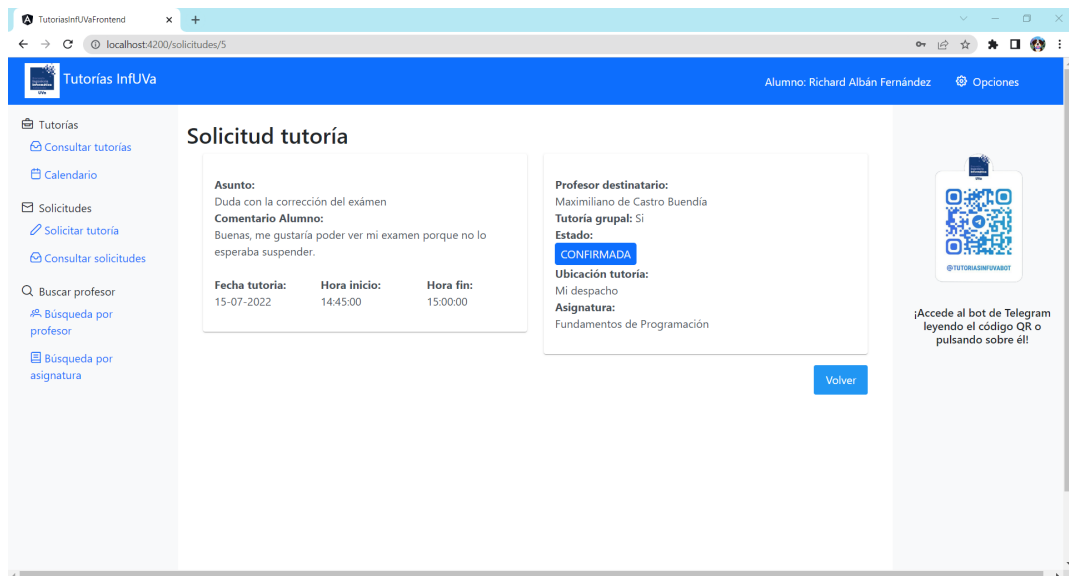 TutoriasInfUVaFrontend
localhost:4200/solicitudes/5
Tutorías InfUVa
Alumno: Richard Albán Fernández
Opciones
Tutorías
Consultar tutorías
Calendario
Solicitudes
Solicitar tutoría
Consultar solicitudes
Buscar profesor
Búsqueda por
profesor
Búsqueda por
asignatura
Solicitud tutoría
Asunto:
Duda con la corrección del exámen
Comentario Alumno:
Buenas, me gustaría poder ver mi examen porque no lo
esperaba suspender.
Fecha tutoria: Hora inicio: Hora fin:
15-07-2022 14:45:00 15:00:00
Profesor destinatario:
Maximiliano de Castro Buendía
Tutoría grupal: Si
Estado:
CONFIRMADA
Ubicación tutoría:
Mi despacho
Asignatura:
Fundamentos de Programación
Volver
@TUTORIASINFUVABOT
¡Accede al bot de Telegram
leyendo el código QR o
pulsando sobre él!